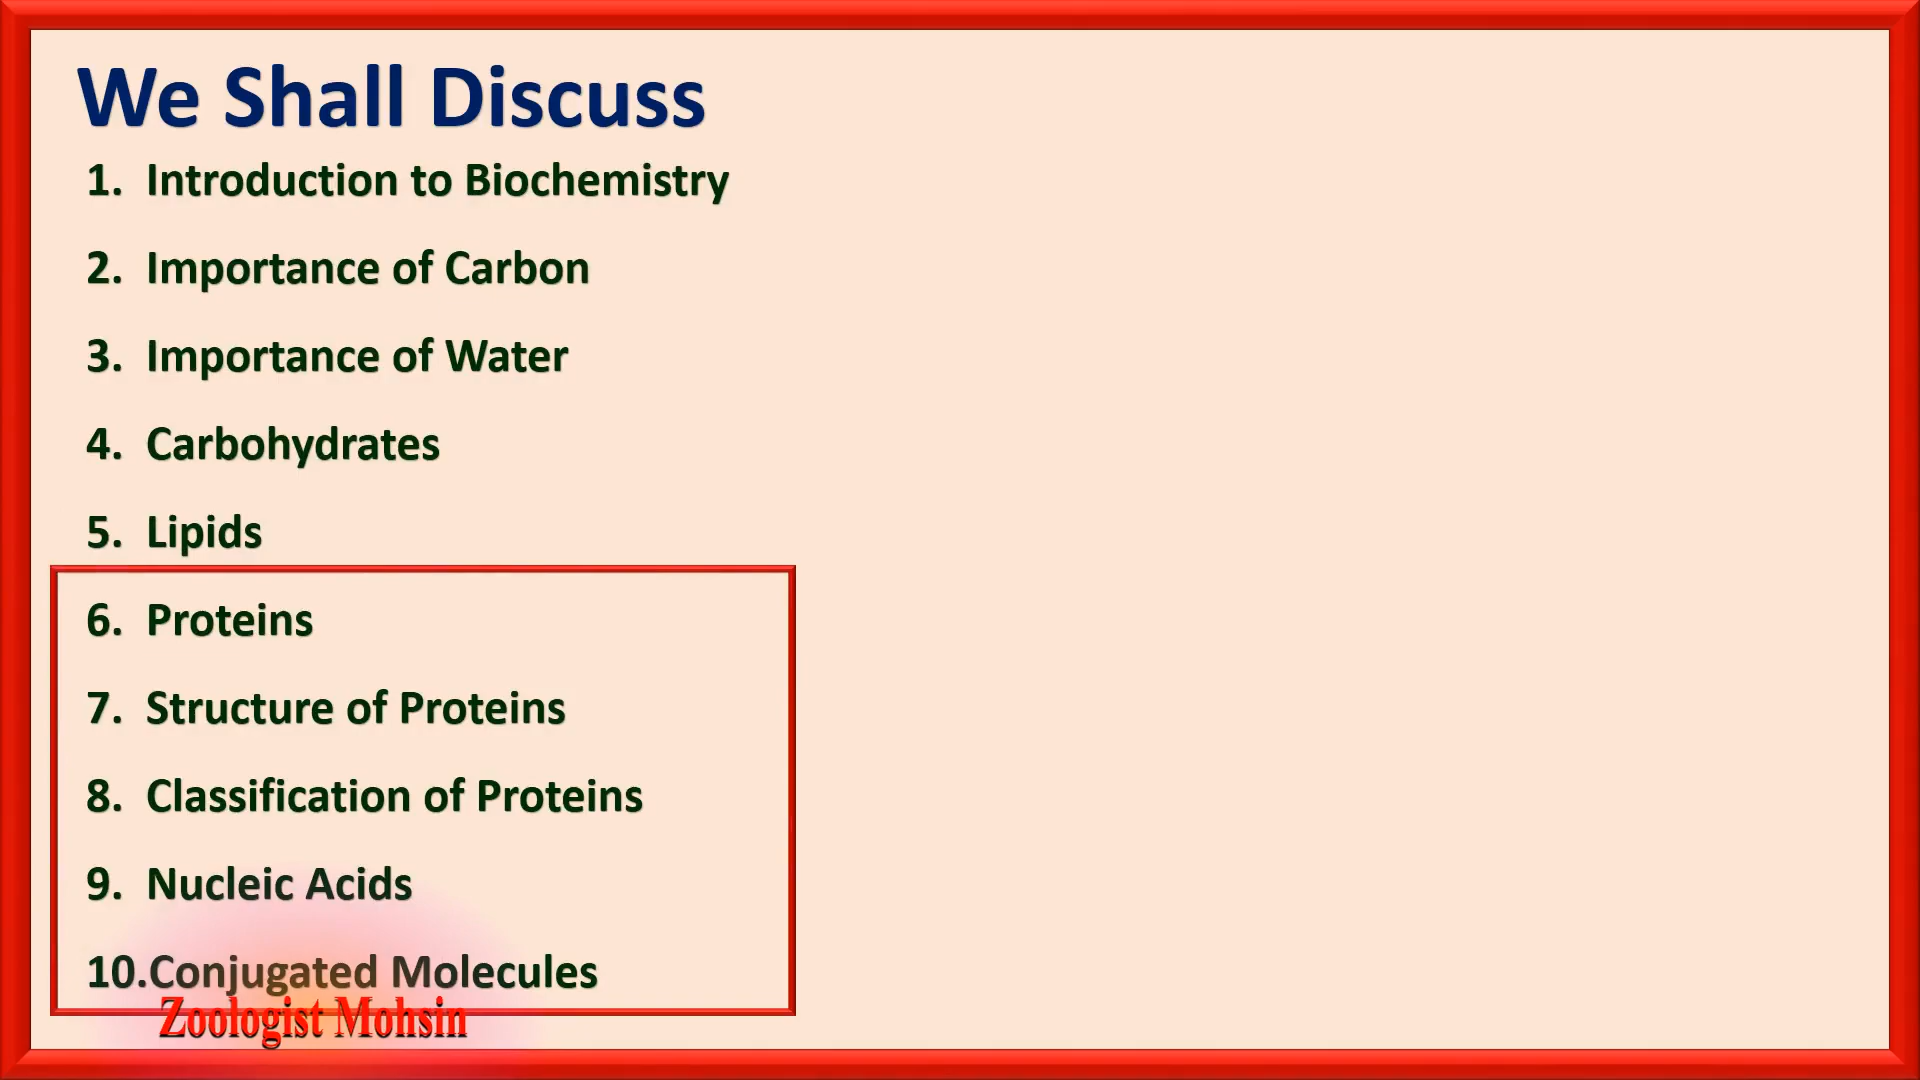 We Shall Discuss
1. Introduction to Biochemistry
2. Importance of Carbon
3. Importance of Water
4. Carbohydrates
5. Lipids
6. Proteins
7. Structure of Proteins
8. Classification of Proteins
9. Nucleic Acids
10.Conjugated Molecules
Zoologist Mohsin